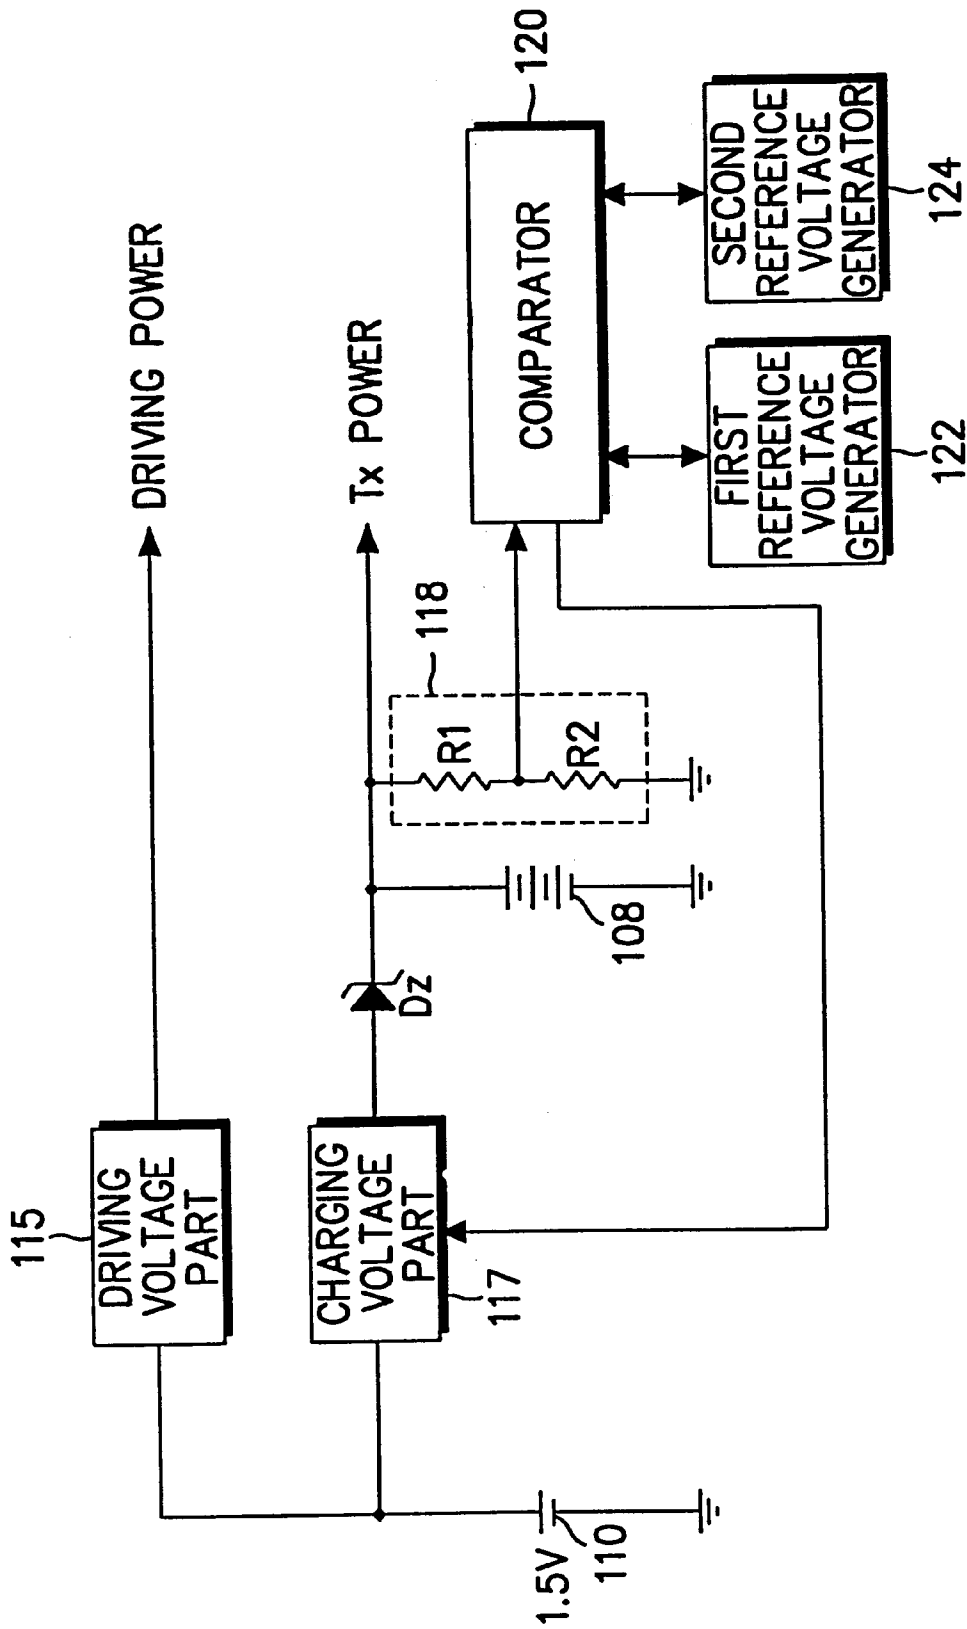 115
DRIVING
VOLTAGE
PART
DRIVING POWER
CHARGING
VOLTAGE
PART
117
Dz
Tx POWER
118
R1
R2
108
1.5V
110
120
COMPARATOR
FIRST
REFERENCE
VOLTAGE
GENERATOR
122
SECOND
REFERENCE
VOLTAGE
GENERATOR
124